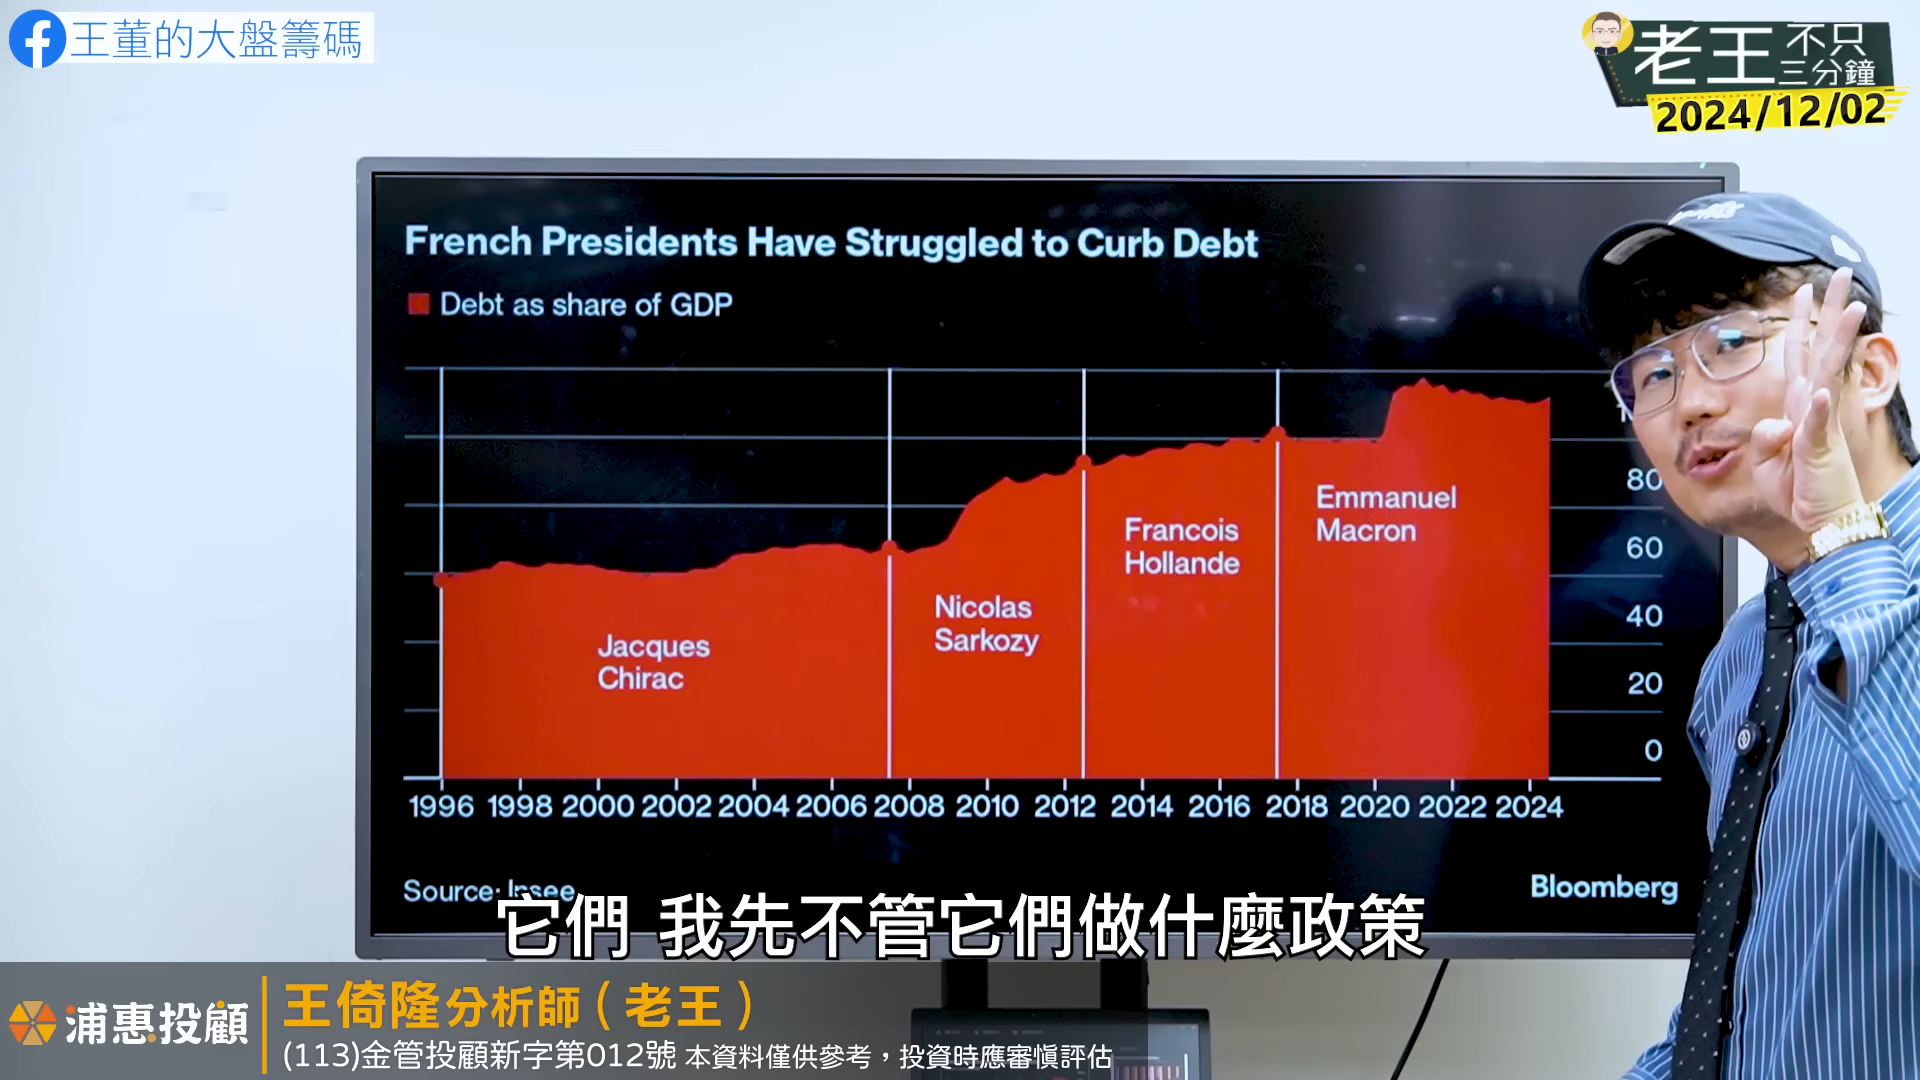 王董的大盤籌碼
老王不只三分鐘
2024/12/02
French Presidents Have Struggled to Curb Debt
Debt as share of GDP
80
60
40
20
0
Jacques
Chirac
Nicolas
Sarkozy
Francois
Hollande
Emmanuel
Macron
1996 1998 2000 2002 2004 2006 2008 2010 2012 2014 2016 2018 2020 2022 2024
Source: Insee
Bloomberg
它們 我先不管它們做什麼政策
浦惠投顧
王倚隆分析師(老王)
(113)金管投顧新字第012號 本資料僅供參考,投資時應審慎評估